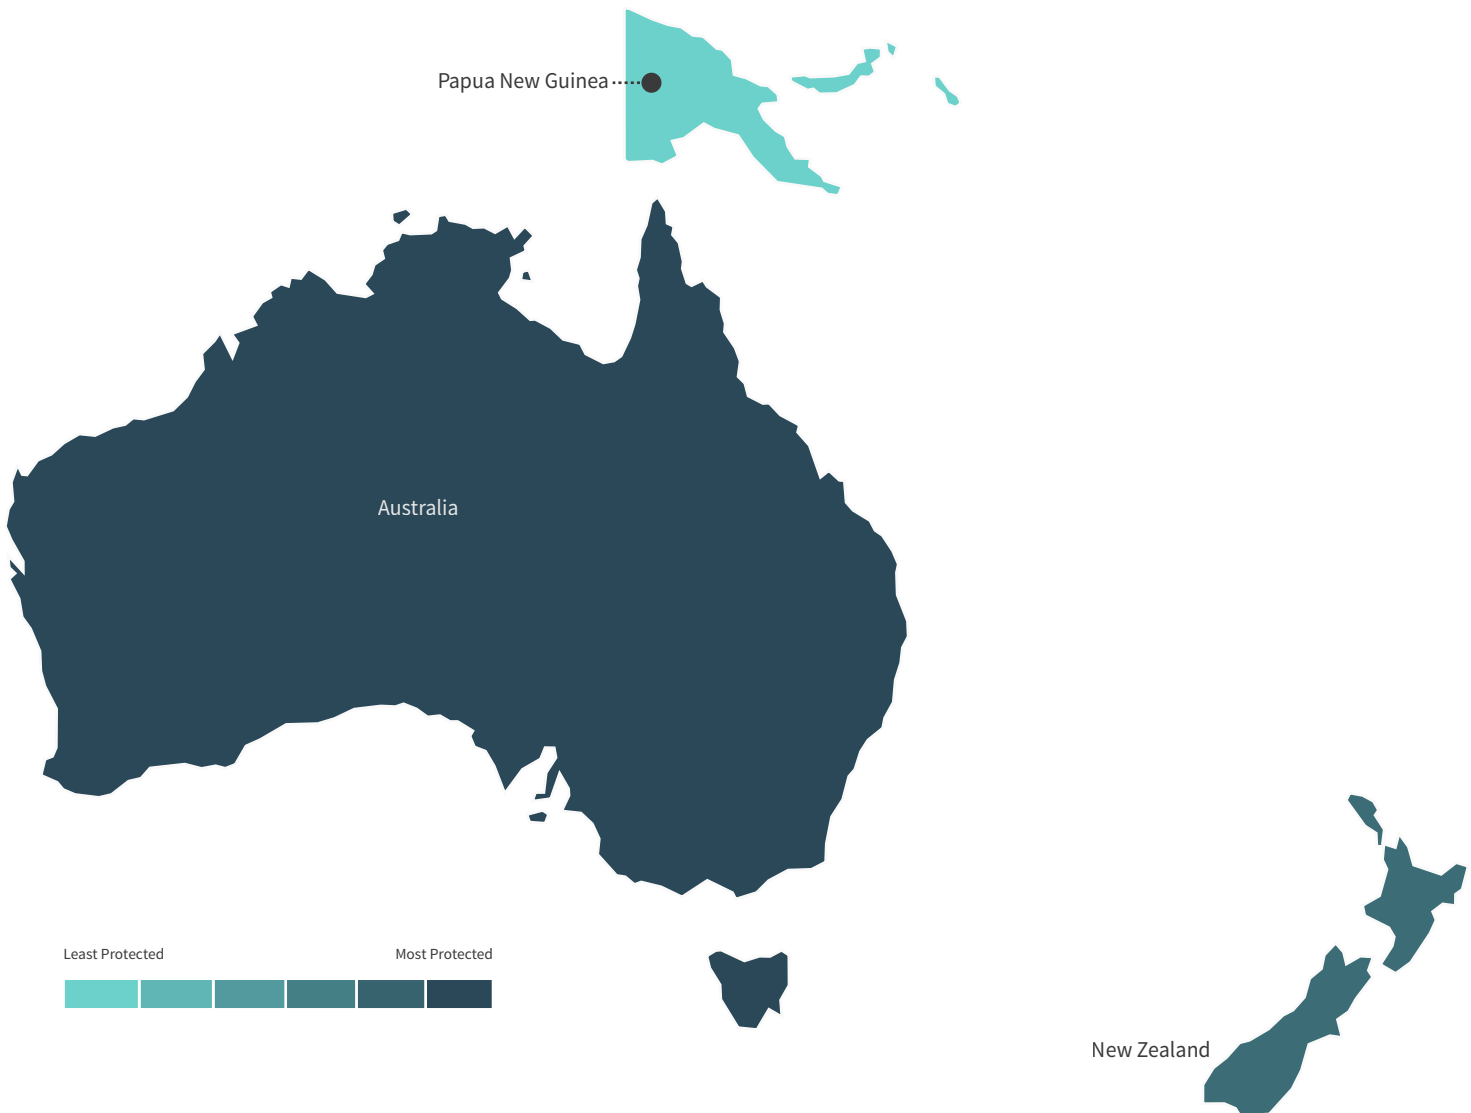 Papua New Guinea
Australia
Least Protected
Most Protected
New Zealand